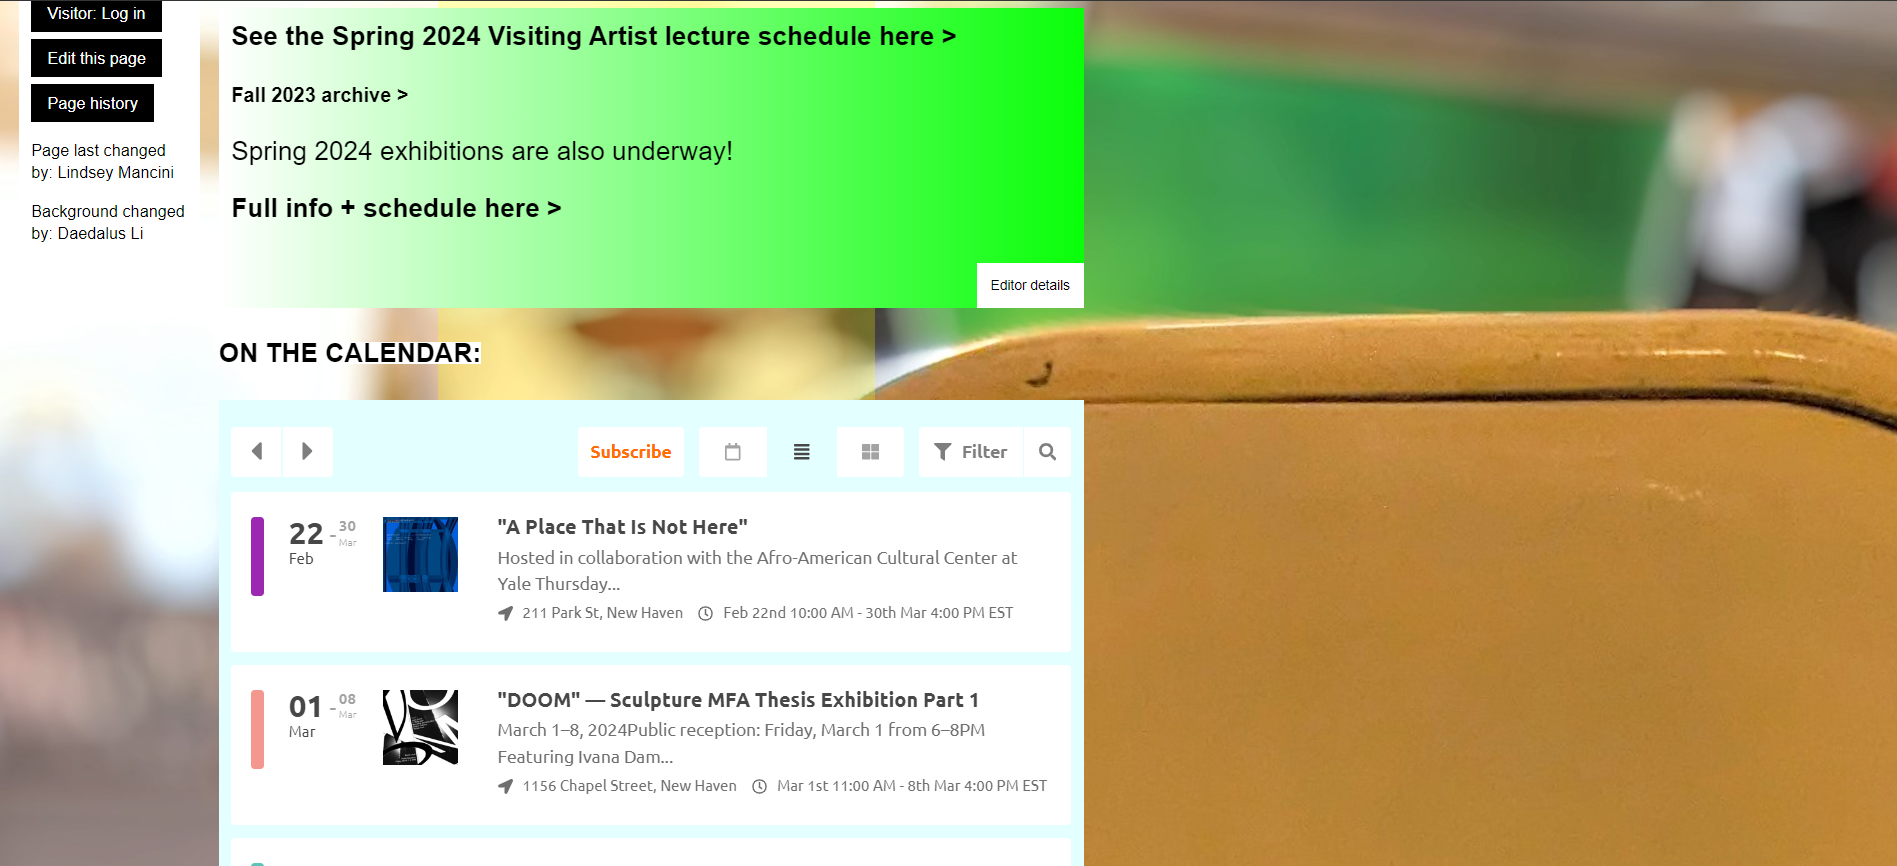 Visitor: Log in
Edit this page
Page history
Page last changed
by: Lindsey Mancini
Background changed
by: Daedalus Li
See the Spring 2024 Visiting Artist lecture schedule here >
Fall 2023 archive >
Spring 2024 exhibitions are also underway!
Full info + schedule here >
Editor details
ON THE CALENDAR:
Subscribe
Filter
22 - 30
Feb Mar
"A Place That Is Not Here"
Hosted in collaboration with the Afro-American Cultural Center at
Yale Thursday...
211 Park St, New Haven Feb 22nd 10:00 AM - 30th Mar 4:00 PM EST
01 - 08
Mar Mar
"DOOM" — Sculpture MFA Thesis Exhibition Part 1
March 1–8, 2024Public reception: Friday, March 1 from 6–8PM
Featuring Ivana Dam...
1156 Chapel Street, New Haven Mar 1st 11:00 AM - 8th Mar 4:00 PM EST